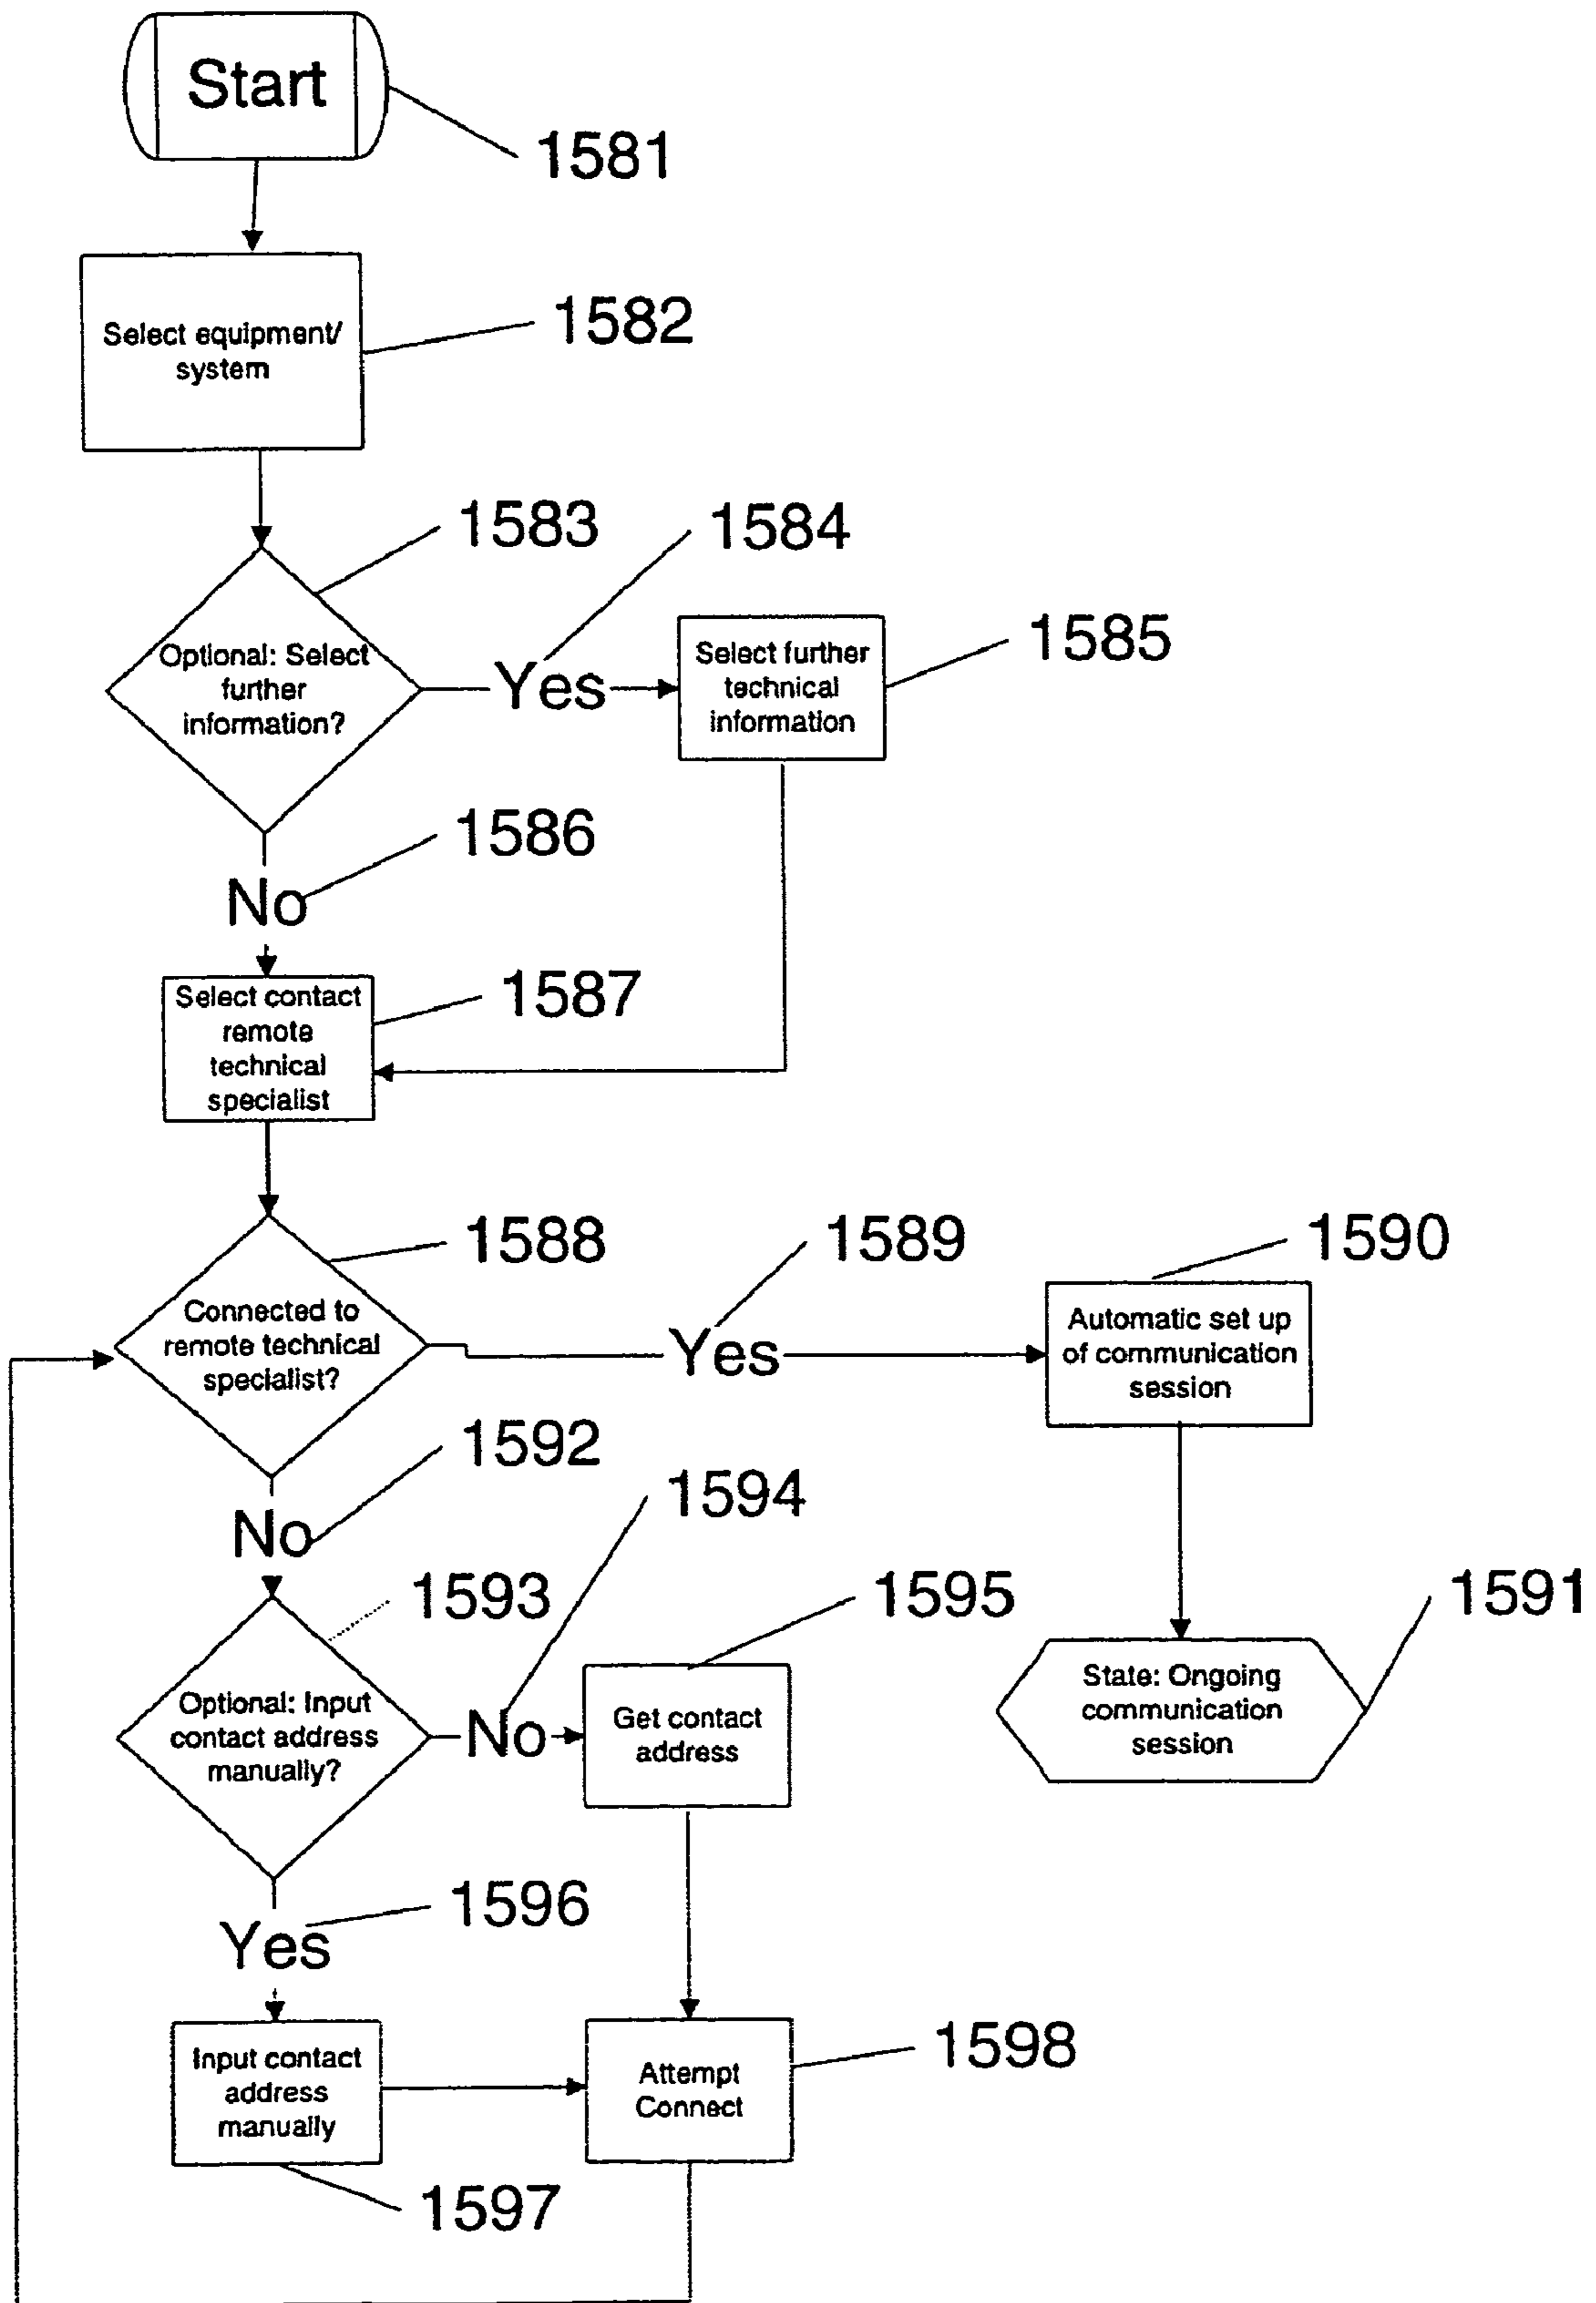 Start
1581
Select equipment/
system
1582
1583
1584
Optional: Select
further
information?
Yes
Select further
technical
information
1585
1586
No
Select contact
remote
technical
specialist
1587
1588
1589
1590
Connected to
remote technical
specialist?
Yes
Automatic set up
of communication
session
1592
No
1594
1593
1595
1591
Optional: Input
contact address
manually?
No
Get contact
address
State: Ongoing
communication
session
1596
Yes
Input contact
address
manually
Attempt
Connect
1598
1597